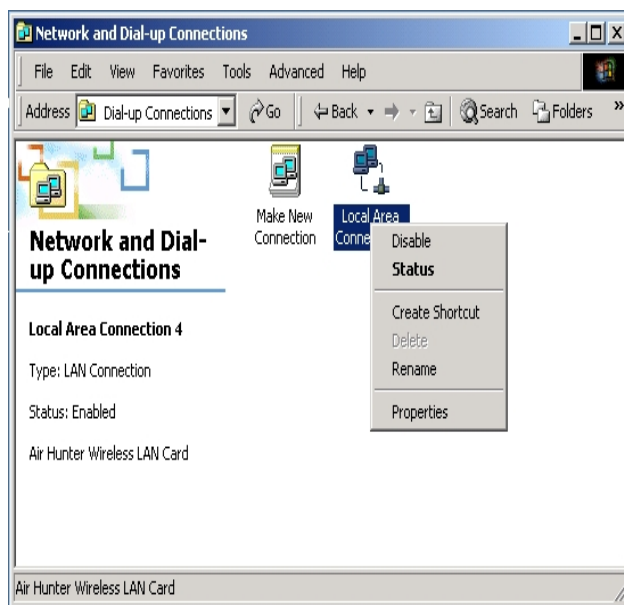 Network and Dial-up Connections
File Edit View Favorites Tools Advanced Help
Address Dial-up Connections Go Back Search Folders »
Make New
Connection
Local Area
Conne
Network and Dial-
up Connections
Local Area Connection 4
Type: LAN Connection
Status: Enabled
Air Hunter Wireless LAN Card
Disable
Status
Create Shortcut
Delete
Rename
Properties
Air Hunter Wireless LAN Card